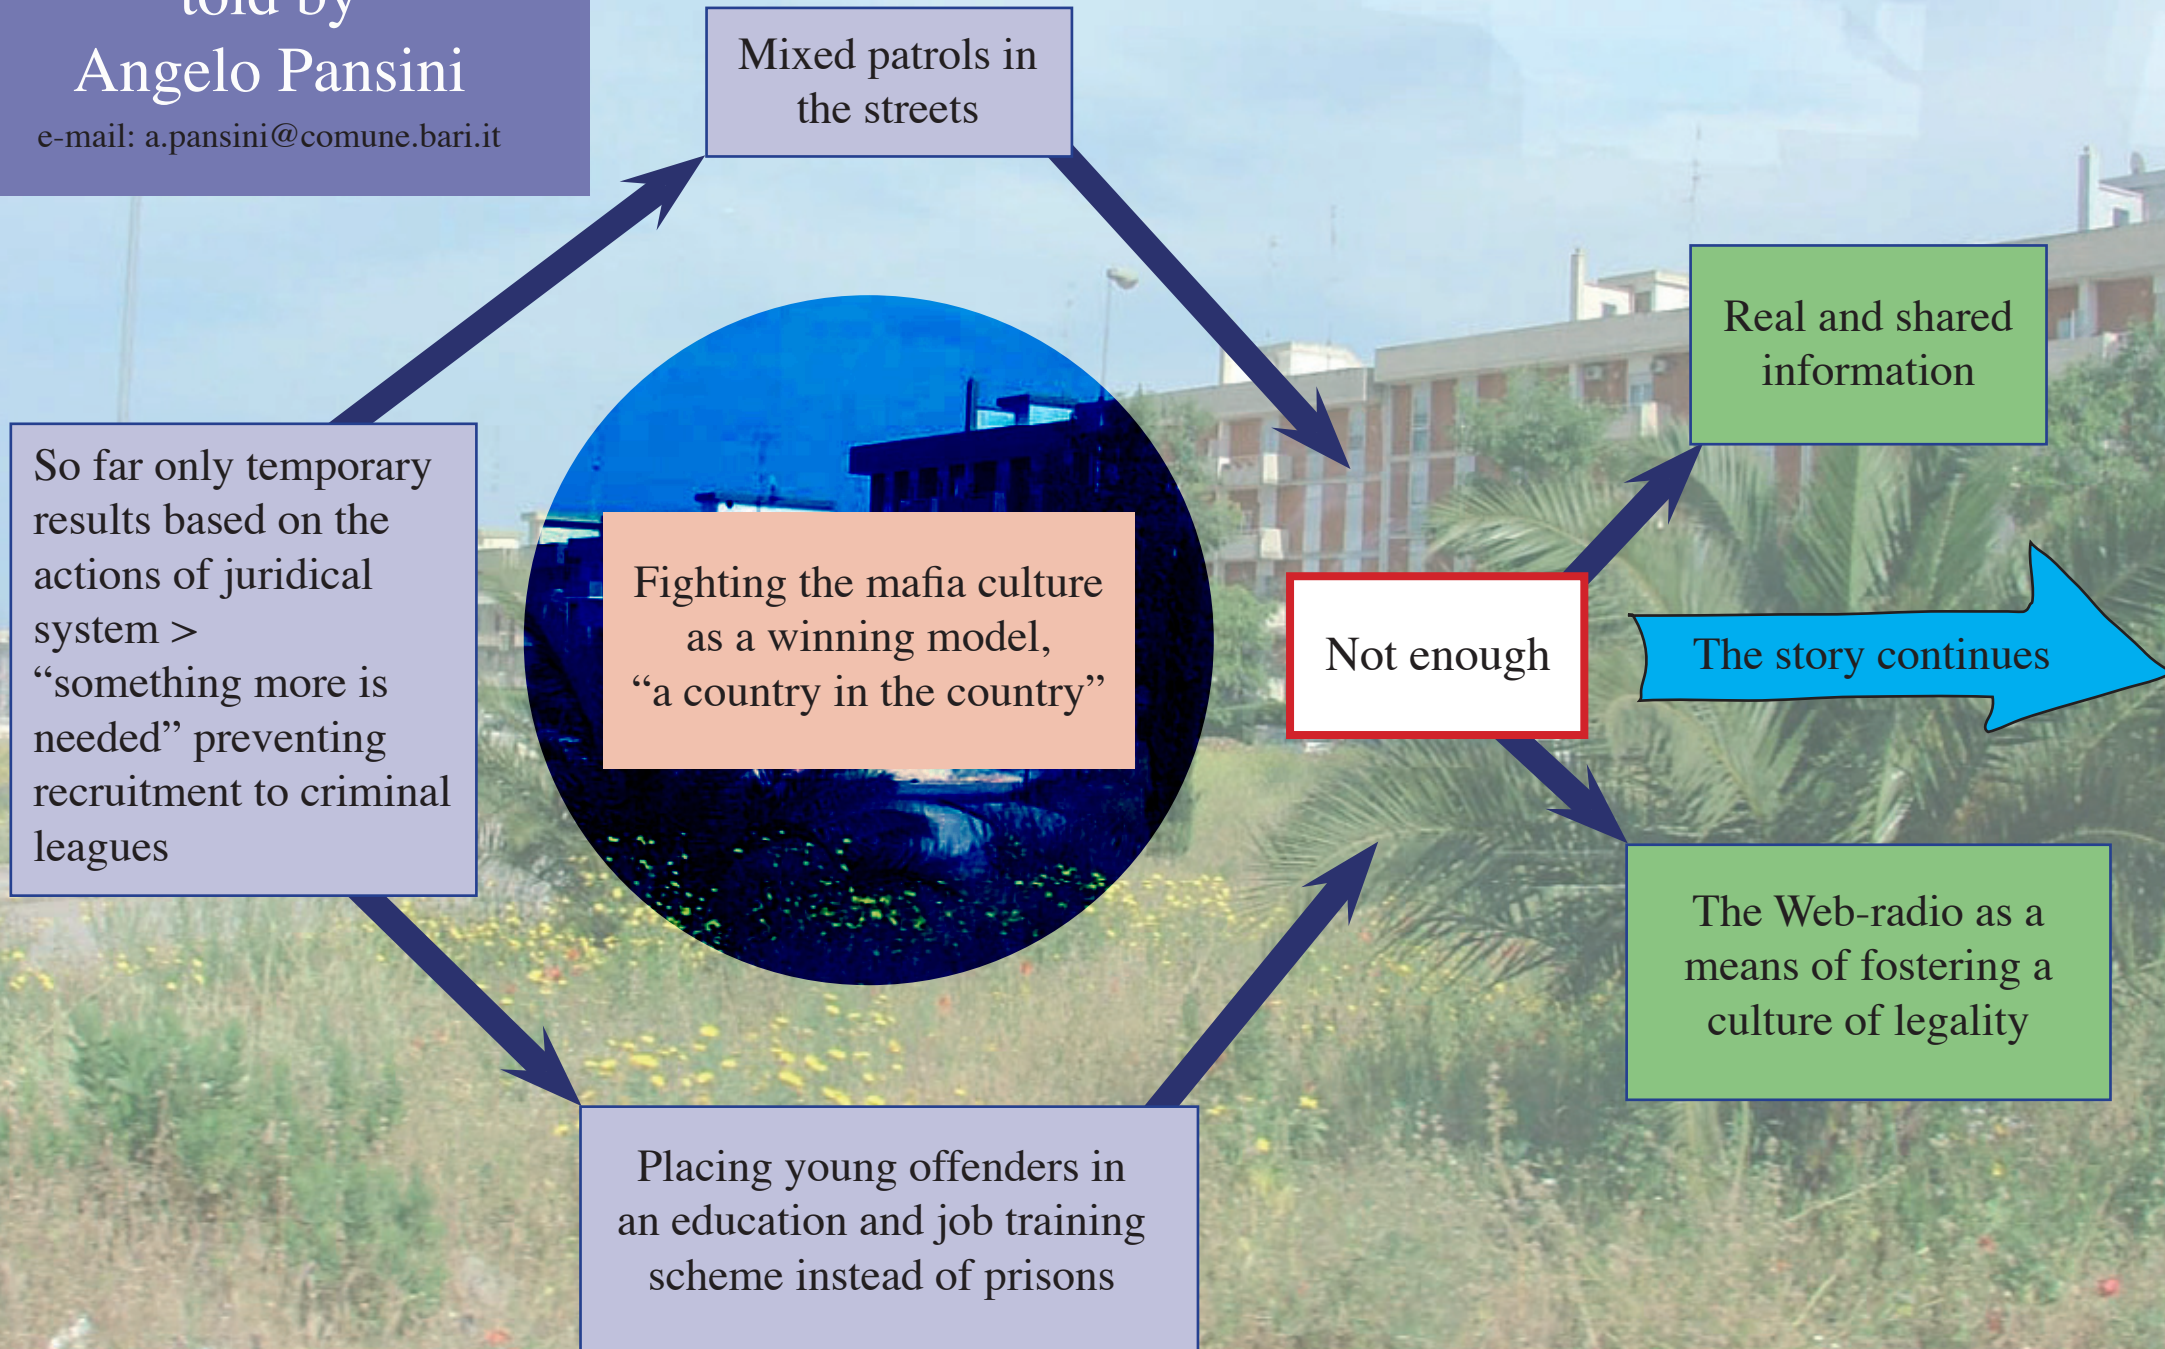 told by
Angelo Pansini
e-mail: a.pansini@comune.bari.it
Mixed patrols in
the streets
So far only temporary
results based on the
actions of juridical
system >
“something more is
needed” preventing
recruitment to criminal
leagues
Fighting the mafia culture
as a winning model,
“a country in the country”
Placing young offenders in
an education and job training
scheme instead of prisons
Not enough
Real and shared
information
The story continues
The Web-radio as a
means of fostering a
culture of legality